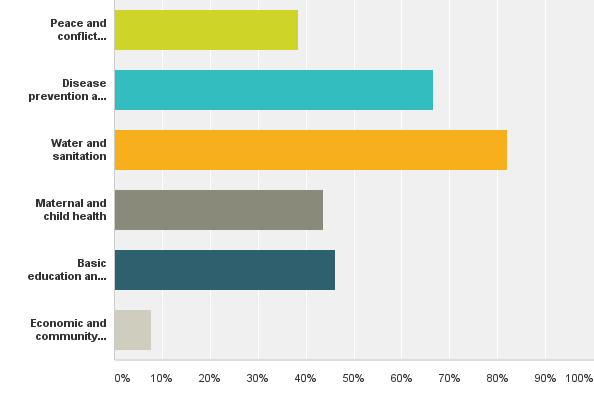 Peace and
conflict...
Disease
prevention a...
Water and
sanitation
Maternal and
child health
Basic
education an...
Economic and
community...
0% 10% 20% 30% 40% 50% 60% 70% 80% 90% 100%